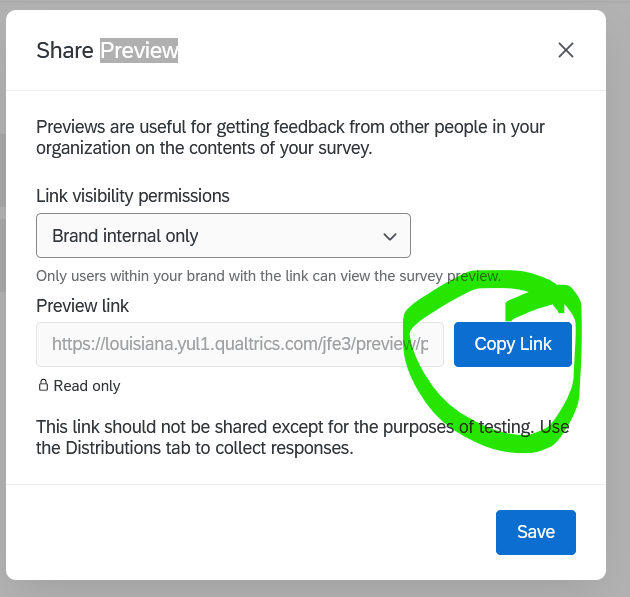 Share Preview
Previews are useful for getting feedback from other people in your
organization on the contents of your survey.
Link visibility permissions
Brand internal only
Only users within your brand with the link can view the survey preview.
Preview link
https://louisiana.yul1.qualtrics.com/jfe3/preview/p
Copy Link
Read only
This link should not be shared except for the purposes of testing. Use
the Distributions tab to collect responses.
Save